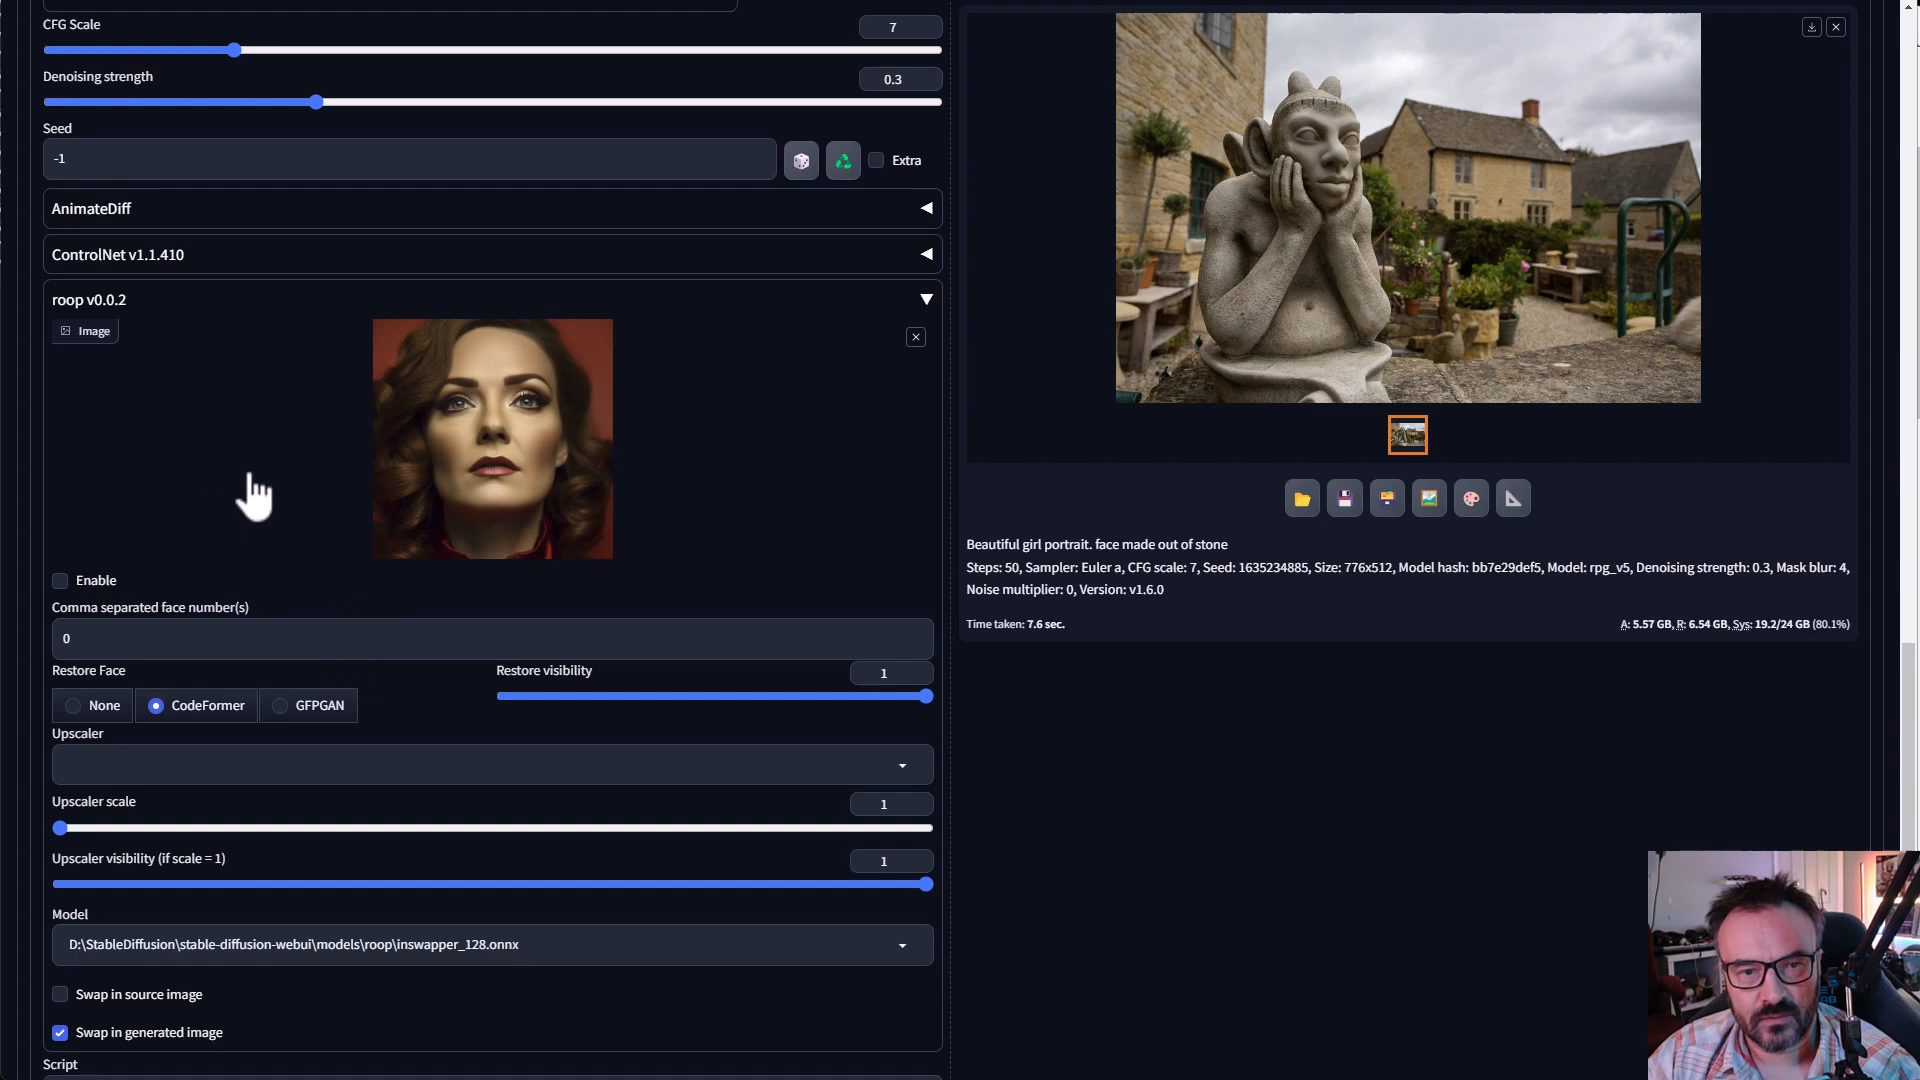 CFG Scale
7
Denoising strength
0.3
Seed
-1
Extra
AnimateDiff
ControlNet v1.1.410
roop v0.0.2
Image
Enable
Comma separated face number(s)
0
Restore Face
None
CodeFormer
GFPGAN
Restore visibility
1
Upscaler
Upscaler scale
1
Upscaler visibility (if scale = 1)
1
Model
D:\StableDiffusion\stable-diffusion-webui\models\roop\inswapper_128.onnx
Swap in source image
Swap in generated image
Script
Beautiful girl portrait. face made out of stone
Steps: 50, Sampler: Euler a, CFG scale: 7, Seed: 1635234885, Size: 776x512, Model hash: bb7e29def5, Model: rpg_v5, Denoising strength: 0.3, Mask blur: 4,
Noise multiplier: 0, Version: v1.6.0
Time taken: 7.6 sec.
A: 5.57 GB, R: 6.54 GB, Sys: 19.2/24 GB (80.1%)